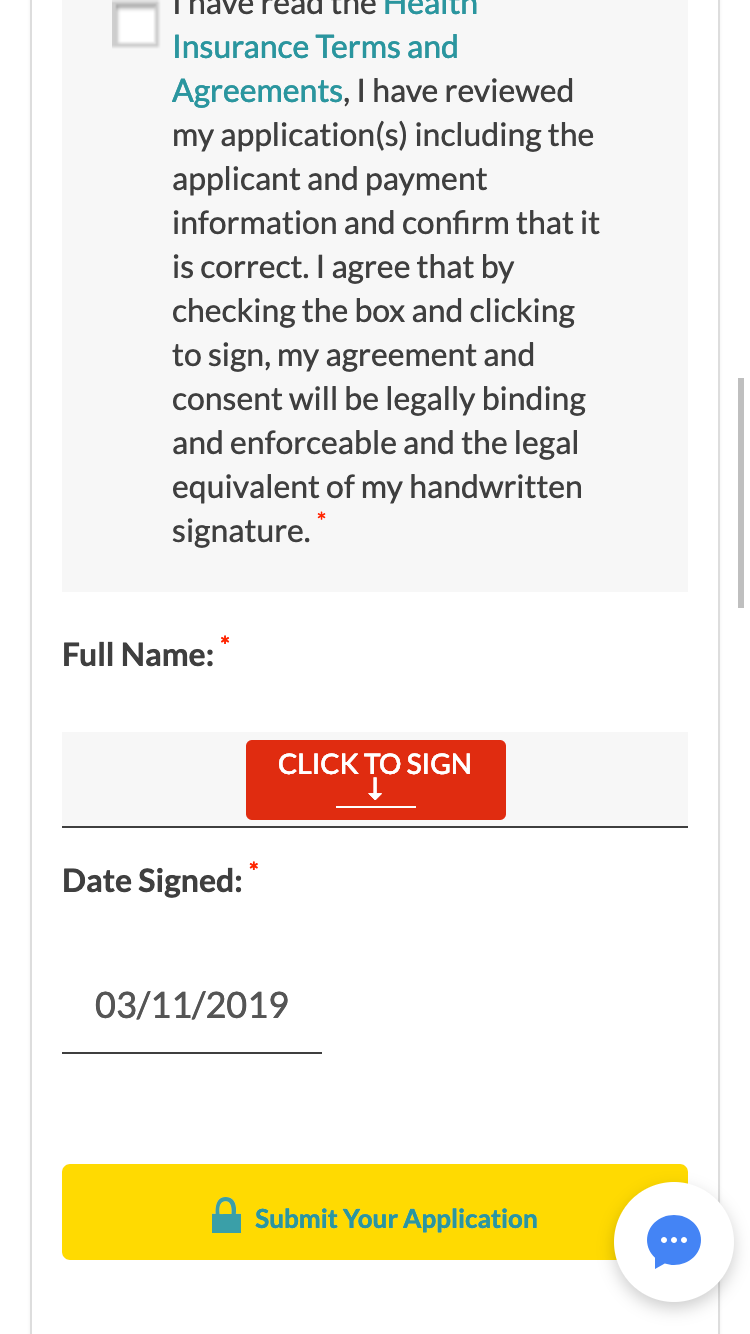 I have read the Health
Insurance Terms and
Agreements, I have reviewed
my application(s) including the
applicant and payment
information and confirm that it
is correct. I agree that by
checking the box and clicking
to sign, my agreement and
consent will be legally binding
and enforceable and the legal
equivalent of my handwritten
signature. *
Full Name: *
CLICK TO SIGN
Date Signed: *
03/11/2019
Submit Your Application